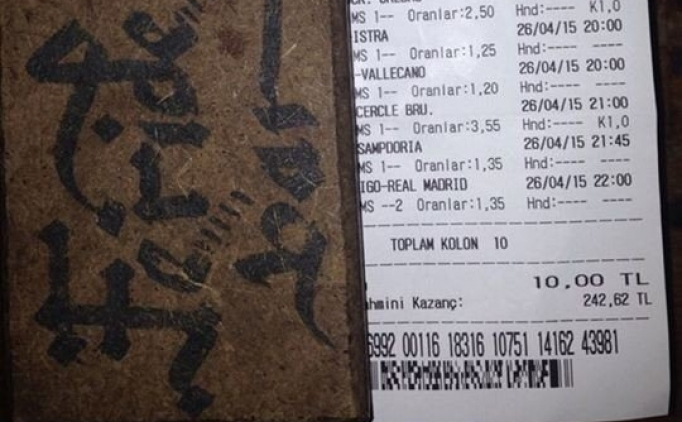 Feride
MS 1-- Oranlar:2,50 Hnd:---- K1,0
ISTRA 26/04/15 20:00
MS 1-- Oranlar:1,25 Hnd:---- ----
-VALLECANO 26/04/15 20:00
MS 1-- Oranlar:1,20 Hnd:---- ----
CERCLE BRU. 26/04/15 21:00
MS 1-- Oranlar:3,55 Hnd:---- K1,0
SAMPDORIA 26/04/15 21:45
MS 1-- Oranlar:1,35 Hnd:---- ----
IGO-REAL MADRID 26/04/15 22:00
MS --2 Oranlar:1,35 Hnd:---- ----
TOPLAM KOLON 10
10,00 TL
ahmini Kazanç: 242,62 TL
6992 00116 18316 10751 14162 43981